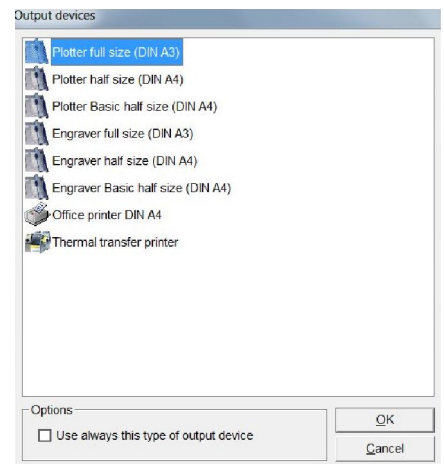 Output devices
Plotter full size (DIN A3)
Plotter half size (DIN A4)
Plotter Basic half size (DIN A4)
Engraver full size (DIN A3)
Engraver half size (DIN A4)
Engraver Basic half size (DIN A4)
Office printer DIN A4
Thermal transfer printer
Options
Use always this type of output device
OK
Cancel